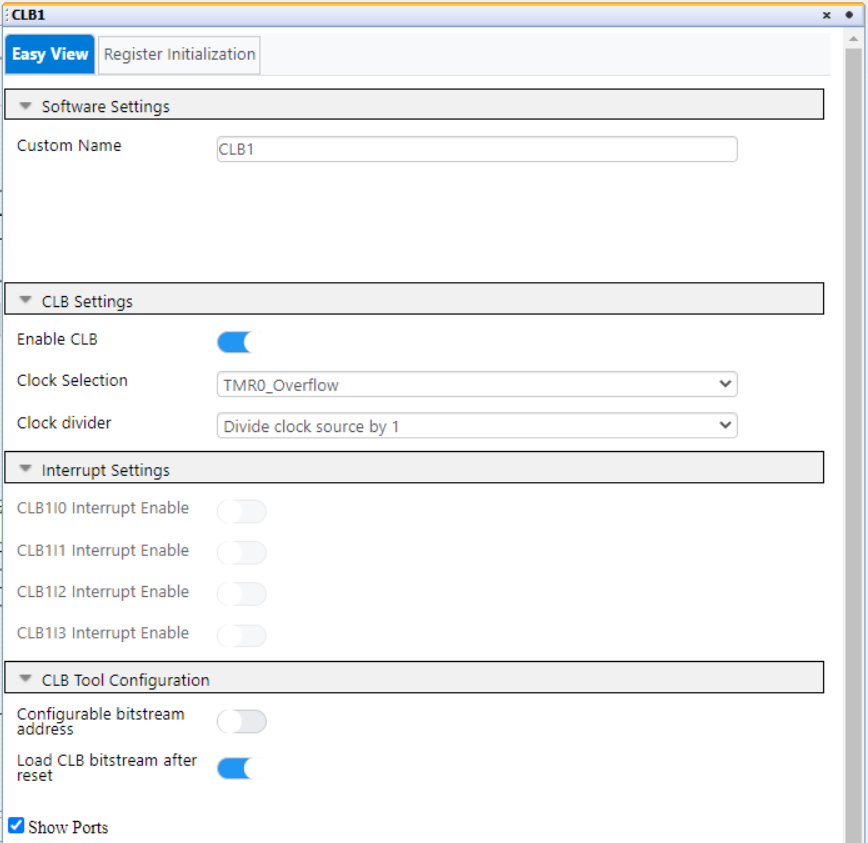 CLB1
Easy View Register Initialization
Software Settings
Custom Name CLB1
CLB Settings
Enable CLB
Clock Selection TMR0_Overflow
Clock divider Divide clock source by 1
Interrupt Settings
CLB1I0 Interrupt Enable
CLB1I1 Interrupt Enable
CLB1I2 Interrupt Enable
CLB1I3 Interrupt Enable
CLB Tool Configuration
Configurable bitstream
address
Load CLB bitstream after
reset
Show Ports